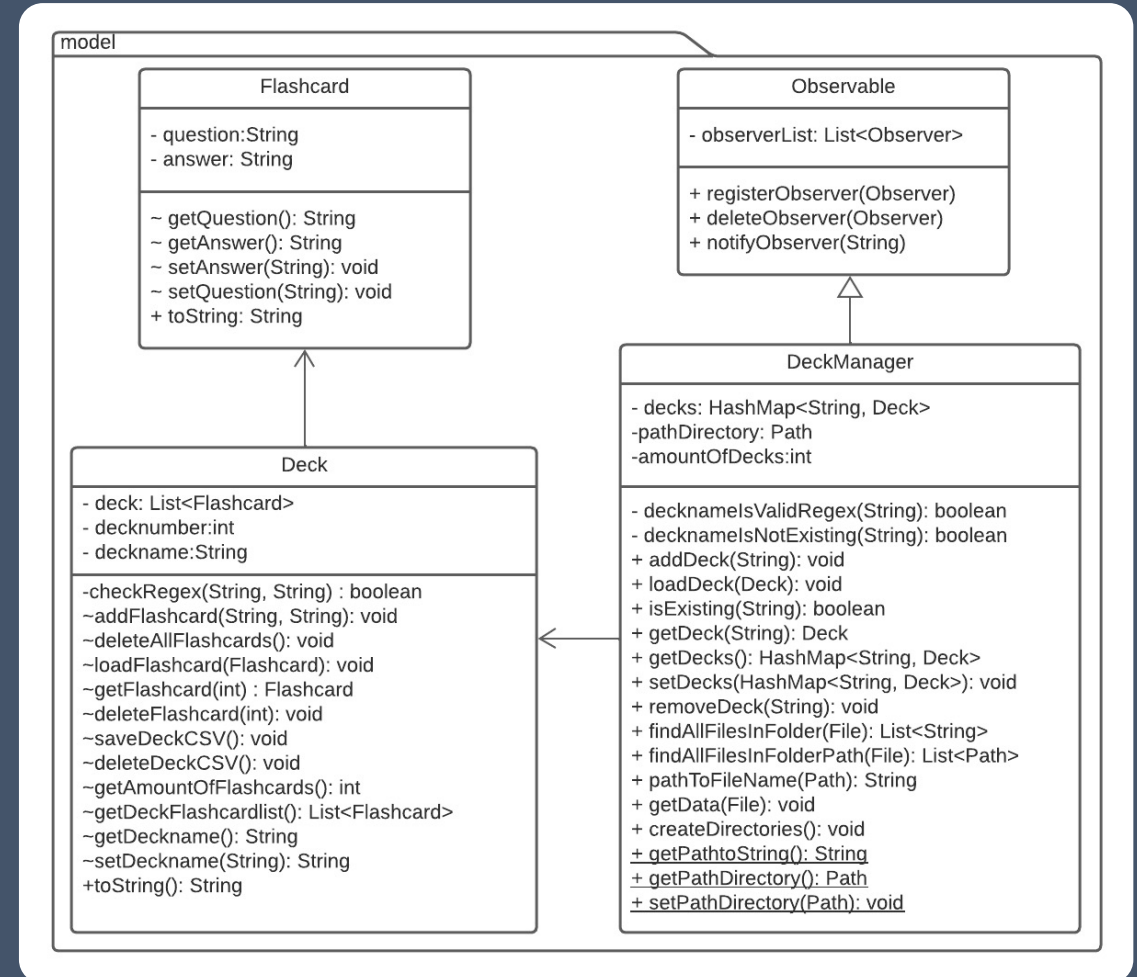 model
Flashcard
- question:String
- answer: String
~ getQuestion(): String
~ getAnswer(): String
~ setAnswer(String): void
~ setQuestion(String): void
+ toString: String
Observable
- observerList: List<Observer>
+ registerObserver(Observer)
+ deleteObserver(Observer)
+ notifyObserver(String)
Deck
- deck: List<Flashcard>
- decknumber:int
- deckname:String
-checkRegex(String, String) : boolean
~addFlashcard(String, String): void
~deleteAllFlashcards(): void
~loadFlashcard(Flashcard): void
~getFlashcard(int) : Flashcard
~deleteFlashcard(int): void
~saveDeckCSV(): void
~deleteDeckCSV(): void
~getAmountOfFlashcards(): int
~getDeckFlashcardlist(): List<Flashcard>
~getDeckname(): String
~setDeckname(String): String
+toString(): String
DeckManager
- decks: HashMap<String, Deck>
-pathDirectory: Path
-amountOfDecks:int
- decknameIsValidRegex(String): boolean
- decknameIsNotExisting(String): boolean
+ addDeck(String): void
+ loadDeck(Deck): void
+ isExisting(String): boolean
+ getDeck(String): Deck
+ getDecks(): HashMap<String, Deck>
+ setDecks(HashMap<String, Deck>): void
+ removeDeck(String): void
+ findAllFilesInFolder(File): List<String>
+ findAllFilesInFolderPath(File): List<Path>
+ pathToFileName(Path): String
+ getData(File): void
+ createDirectories(): void
+ getPathtoString(): String
+ getPathDirectory(): Path
+ setPathDirectory(Path): void